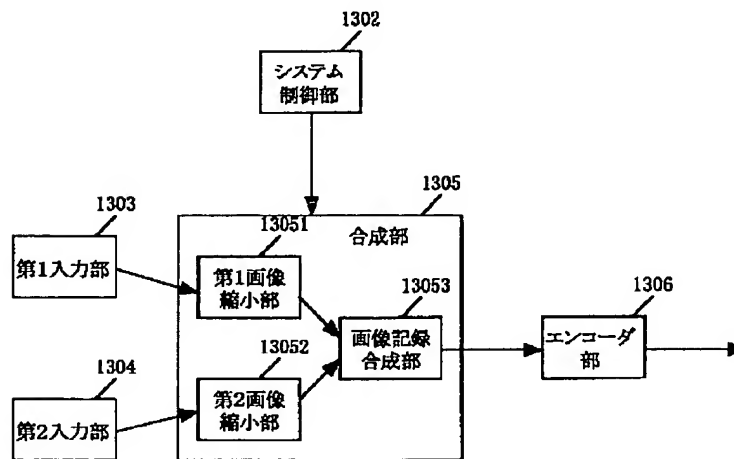 1302
システム
制御部
1303
1305
13051
合成部
第1入力部
第1画像
縮小部
13053
1306
画像記録
合成部
エンコーダ
部
1304
13052
第2入力部
第2画像
縮小部